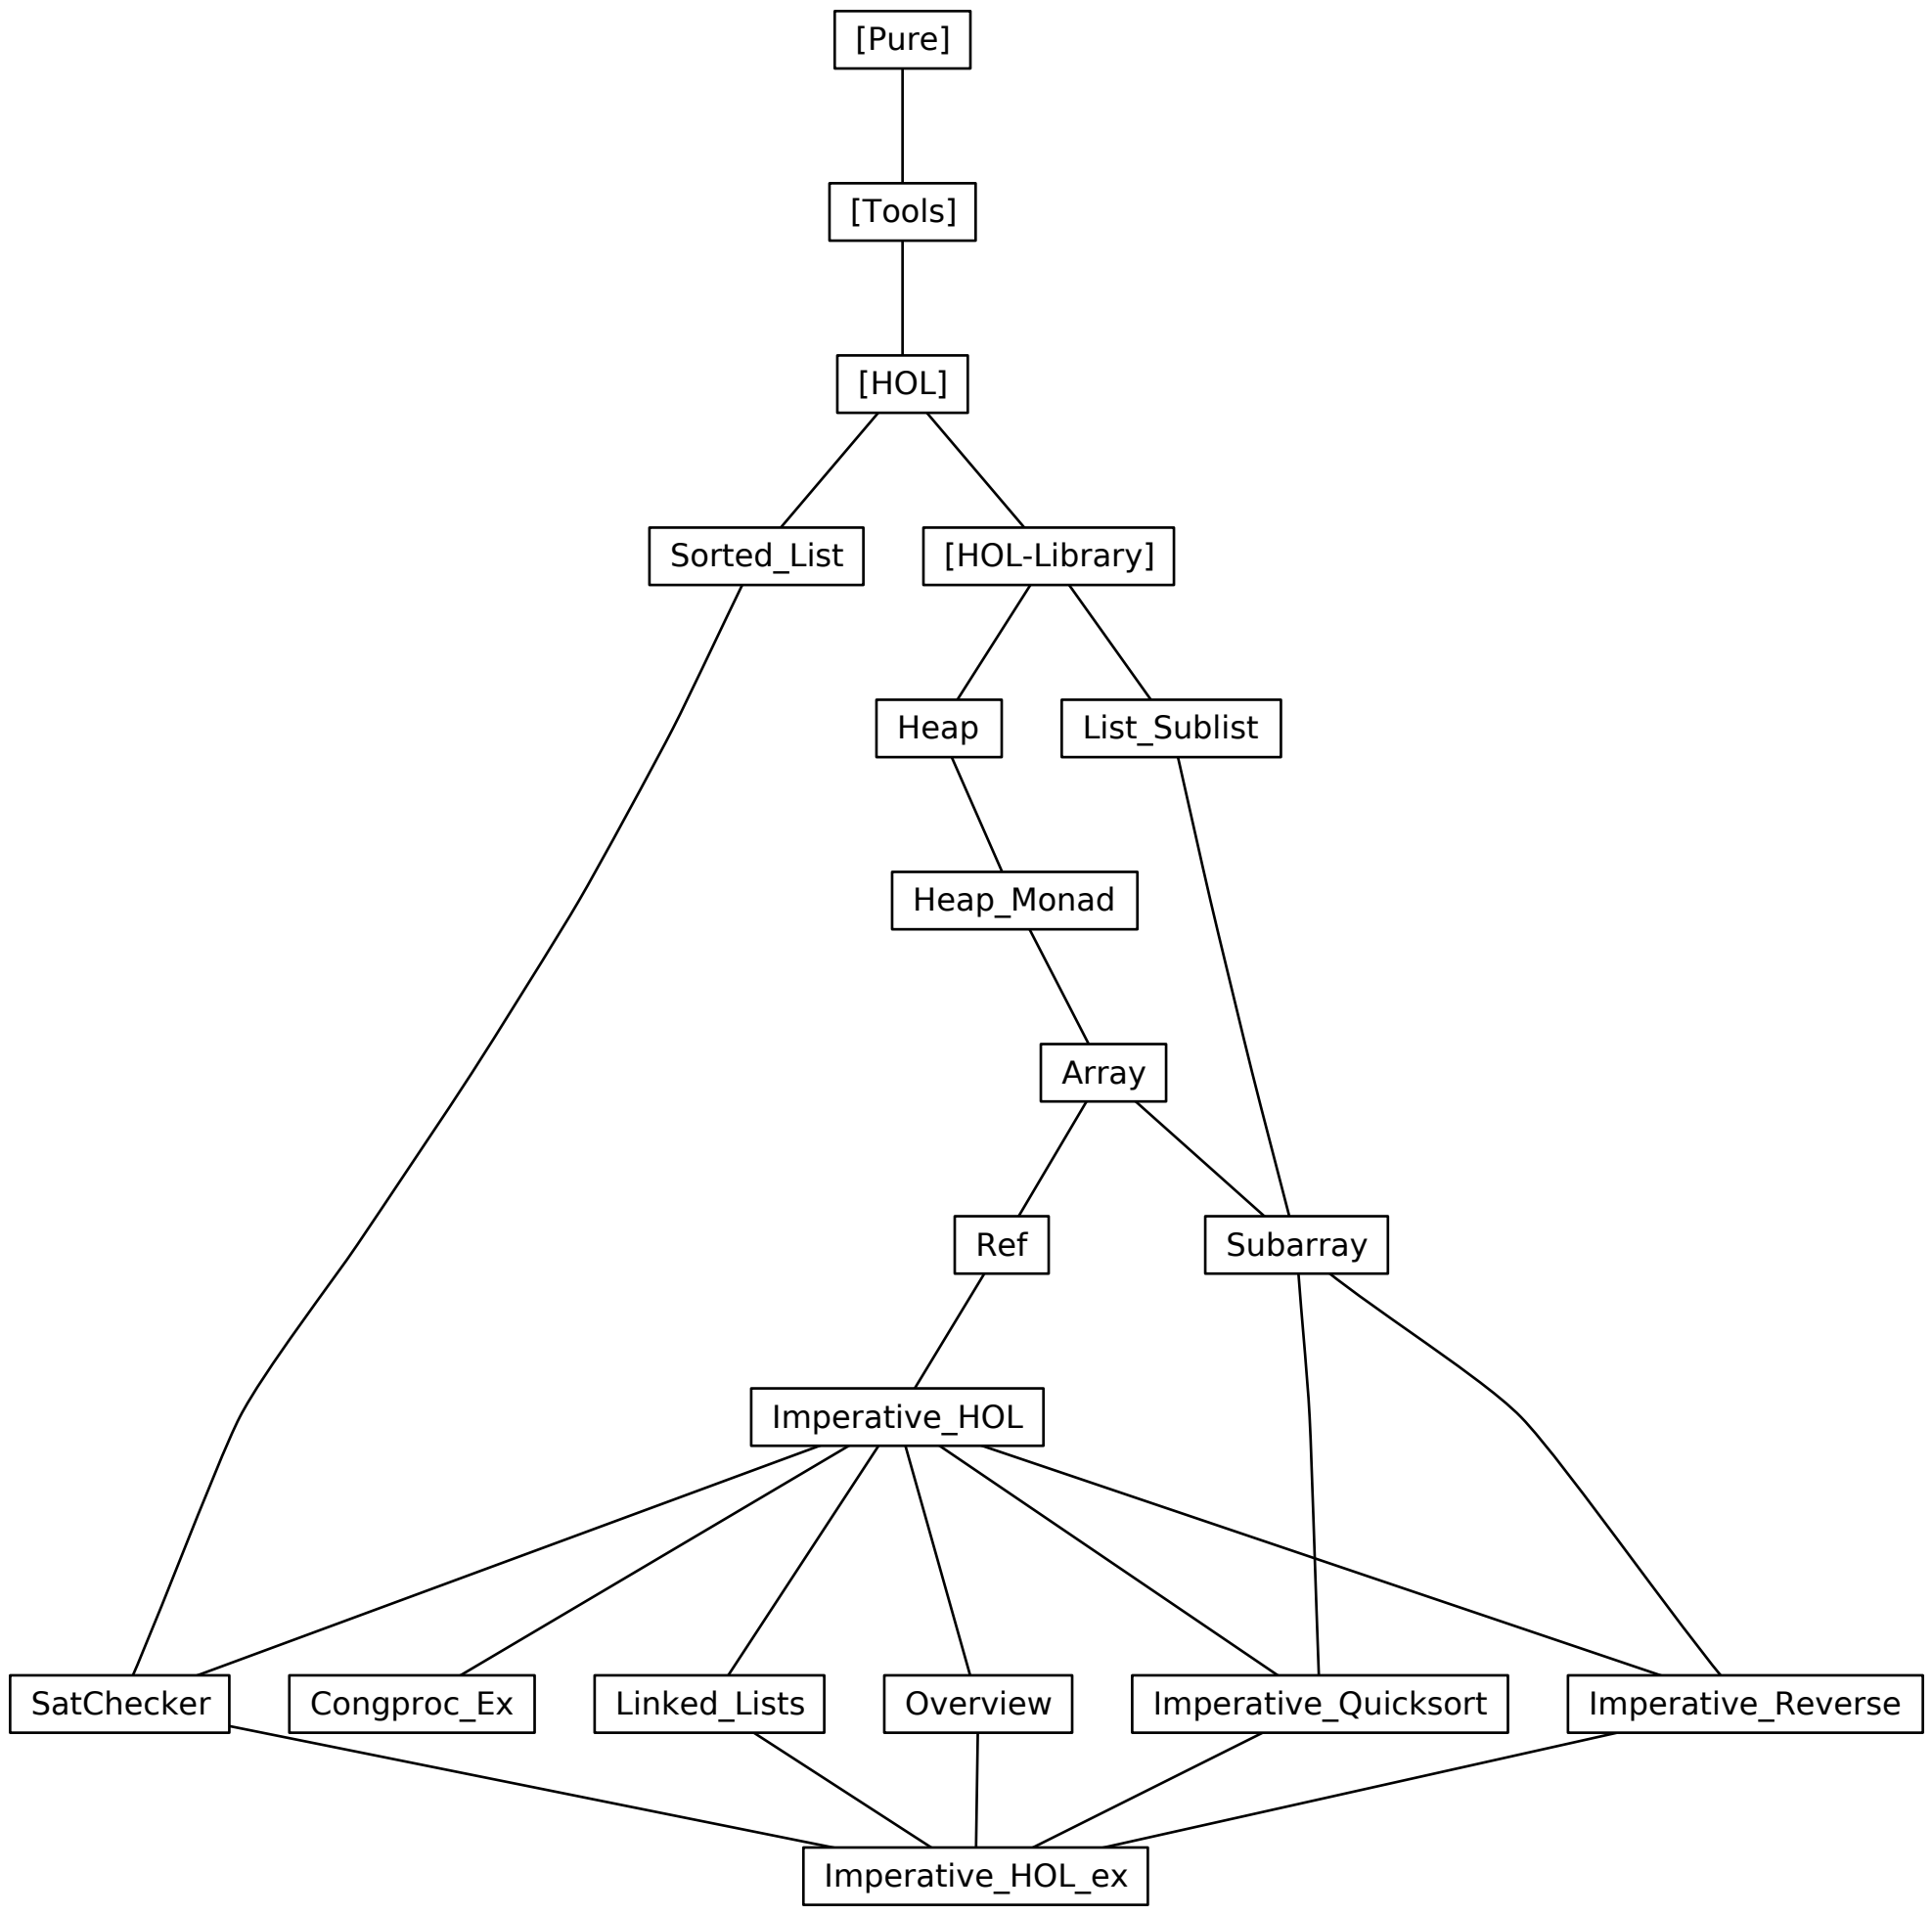 [Pure]
[Tools]
[HOL]
Sorted_List
[HOL-Library]
Heap
List_Sublist
Heap_Monad
Array
Ref
Subarray
Imperative_HOL
SatChecker
Congproc_Ex
Linked_Lists
Overview
Imperative_Quicksort
Imperative_Reverse
Imperative_HOL_ex